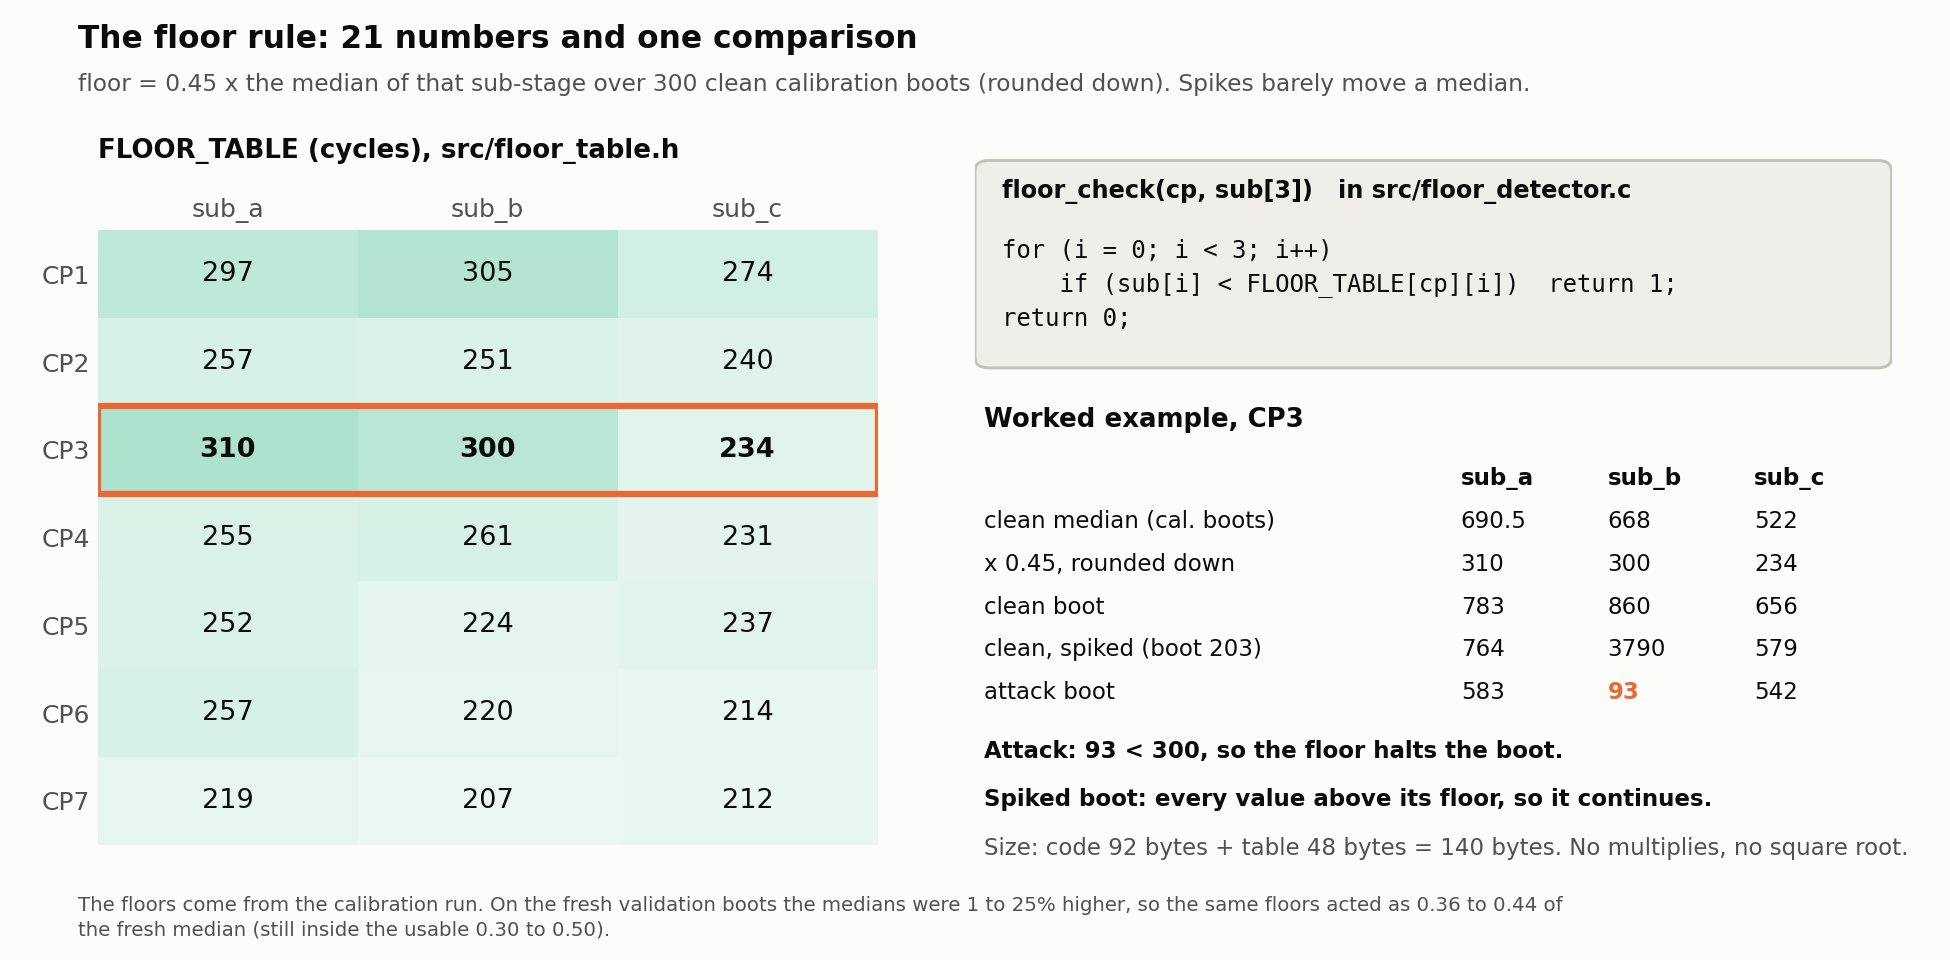 The floor rule: 21 numbers and one comparison
floor = 0.45 x the median of that sub-stage over 300 clean calibration boots (rounded down). Spikes barely move a median.
FLOOR_TABLE (cycles), src/floor_table.h
sub_a sub_b sub_c
CP1 297 305 274
CP2 257 251 240
CP3 310 300 234
CP4 255 261 231
CP5 252 224 237
CP6 257 220 214
CP7 219 207 212
floor_check(cp, sub[3])   in src/floor_detector.c
for (i = 0; i < 3; i++)
    if (sub[i] < FLOOR_TABLE[cp][i])  return 1;
return 0;
Worked example, CP3
sub_a sub_b sub_c
clean median (cal. boots) 690.5 668 522
x 0.45, rounded down 310 300 234
clean boot 783 860 656
clean, spiked (boot 203) 764 3790 579
attack boot 583 93 542
Attack: 93 < 300, so the floor halts the boot.
Spiked boot: every value above its floor, so it continues.
Size: code 92 bytes + table 48 bytes = 140 bytes. No multiplies, no square root.
The floors come from the calibration run. On the fresh validation boots the medians were 1 to 25% higher, so the same floors acted as 0.36 to 0.44 of
the fresh median (still inside the usable 0.30 to 0.50).